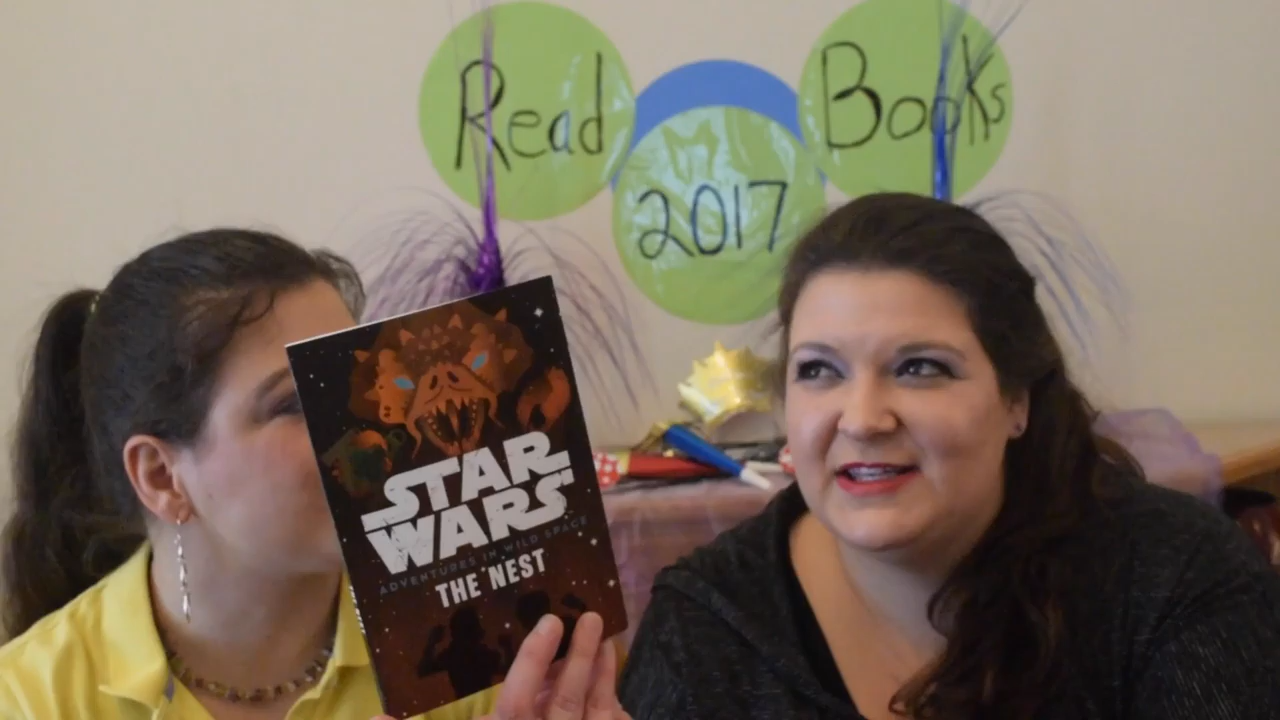 Read
Books
2017
STAR
WARS
ADVENTURES IN WILD SPACE
THE NEST